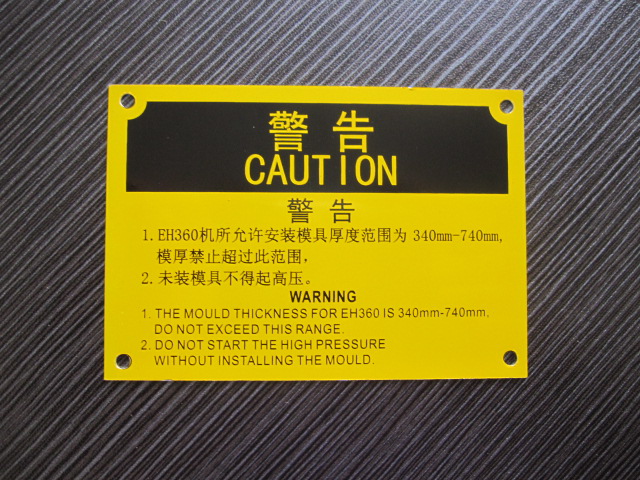 警告
CAUTION
警告
1. EH360机所允许安装模具厚度范围为 340mm-740mm,
模厚禁止超过此范围,
2. 未装模具不得起高压。
WARNING
1. THE MOULD THICKNESS FOR EH360 IS 340mm-740mm,
DO NOT EXCEED THIS RANGE.
2. DO NOT START THE HIGH PRESSURE
WITHOUT INSTALLING THE MOULD.